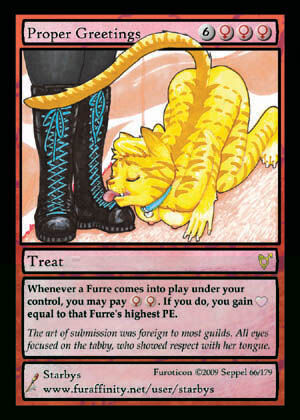 Proper Greetings 6 ♀ ♀ ♀
Treat
Whenever a Furre comes into play under your
control, you may pay ♀ ♀. If you do, you gain ♡
equal to that Furre's highest PE.
The art of submission was foreign to most guilds. All eyes
focused on the tabby, who showed respect with her tongue.
Starbys Furoticon ©2009 Seppel 66/179
www.furaffinity.net/user/starbys